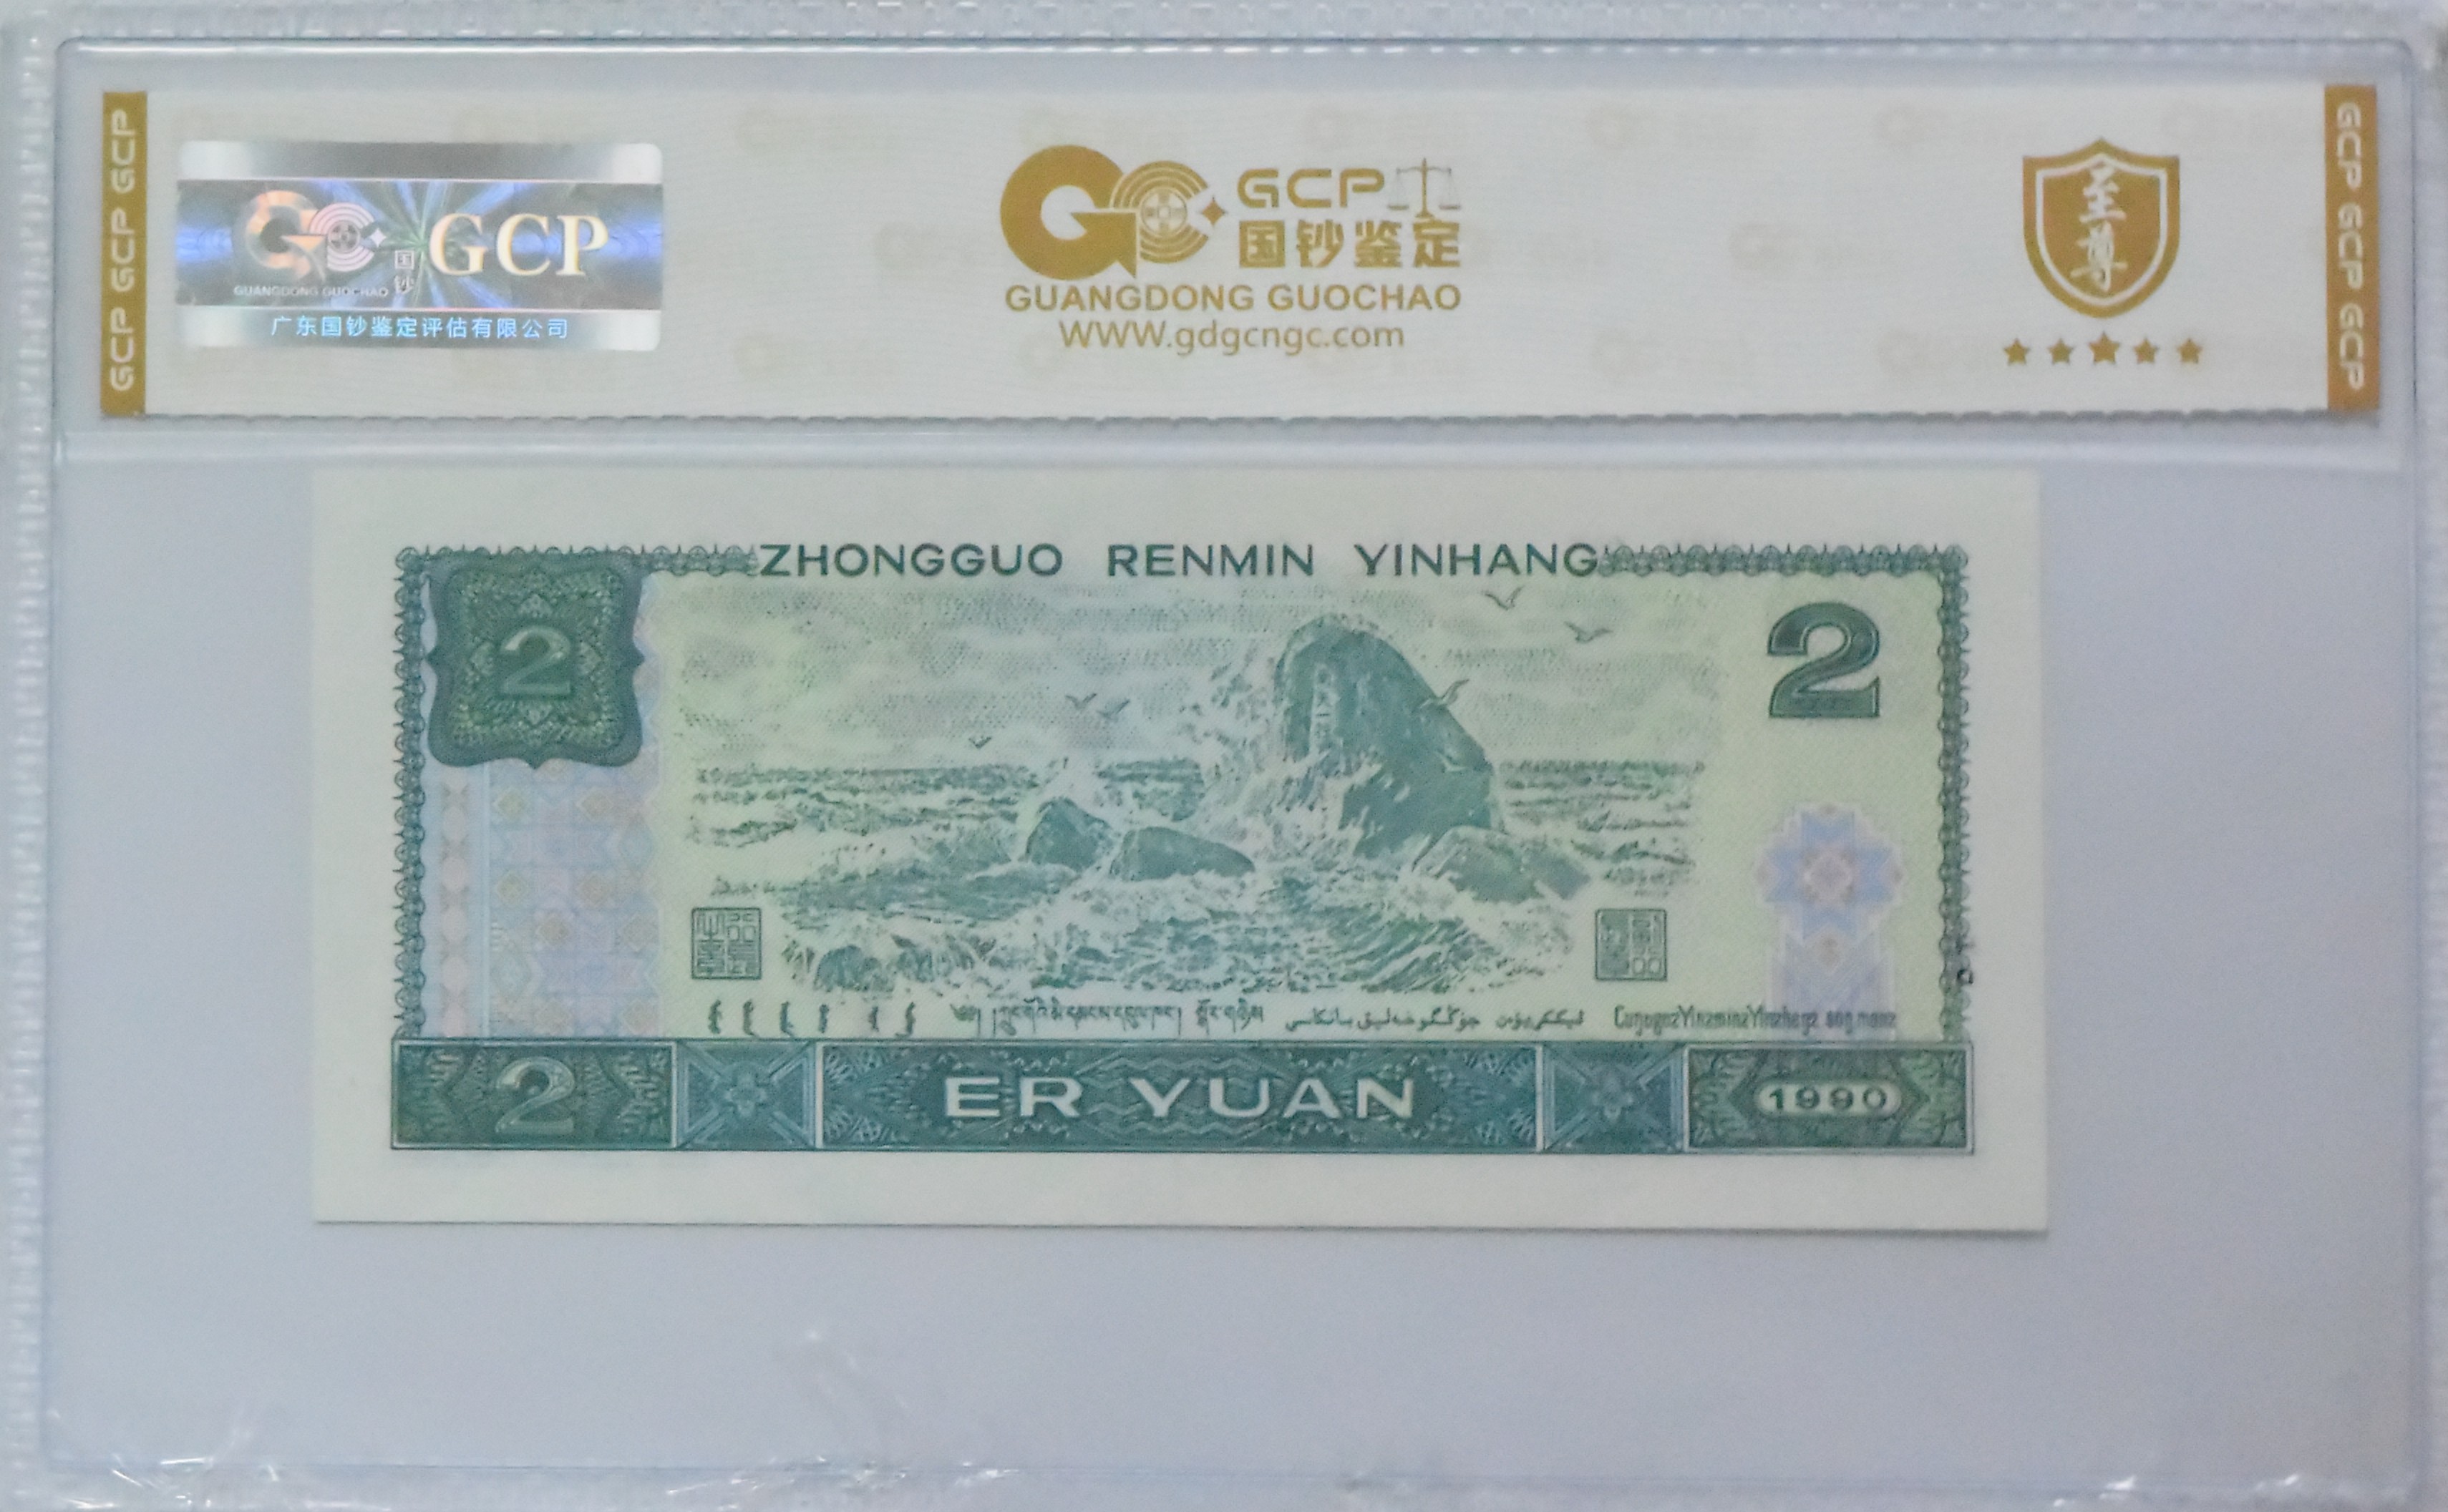 GCP GCP GCP
GCP
国钞
GUANGDONG GUOCHAO
广东国钞鉴定评估有限公司
GCP
国钞鉴定
GUANGDONG GUOCHAO
WWW.gdgcngc.com
至尊
GCP GCP GCP
ZHONGGUO RENMIN YINHANG
2
2
2
ER YUAN
1990